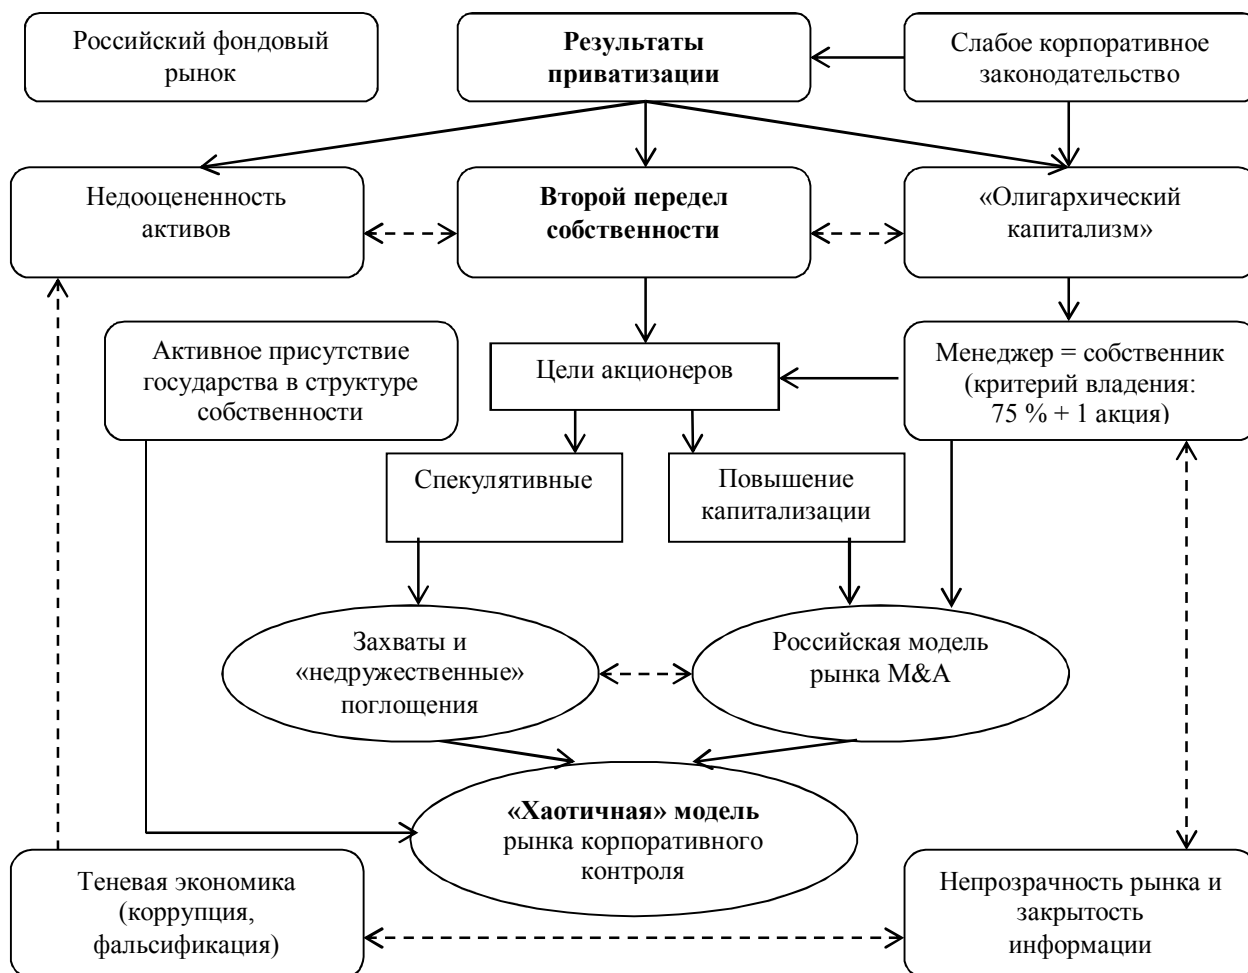 Российский фондовый
рынок
Результаты
приватизации
Слабое корпоративное
законодательство
Недооцененность
активов
Второй передел
собственности
«Олигархический
капитализм»
Активное присутствие
государства в структуре
собственности
Цели акционеров
Менеджер = собственник
(критерий владения:
75 % + 1 акция)
Спекулятивные
Повышение
капитализации
Захваты и
«недружественные»
поглощения
Российская модель
рынка M&A
«Хаотичная» модель
рынка корпоративного
контроля
Теневая экономика
(коррупция,
фальсификация)
Непрозрачность рынка и
закрытость
информации